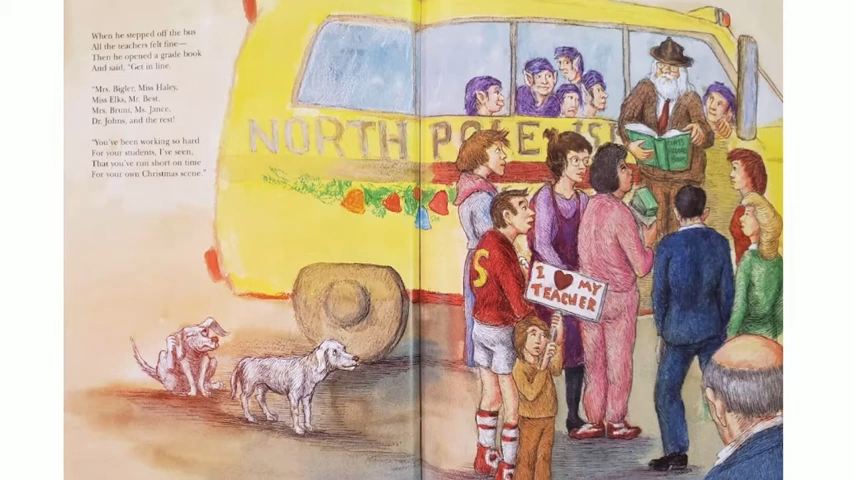 When he stepped off the bus
All the teachers felt fine—
Then he opened a grade book
And said, "Get in line.
"Mrs. Bigler, Miss Haley,
Miss Elks, Mr. Best,
Mrs. Bruni, Ms. Jance,
Dr. Johns, and the rest!
"You've been working so hard
For your students, I've seen,
That you've run short on time
For your own Christmas scene."
NORTH POLE IS
S
I ❤ MY
TEACHER